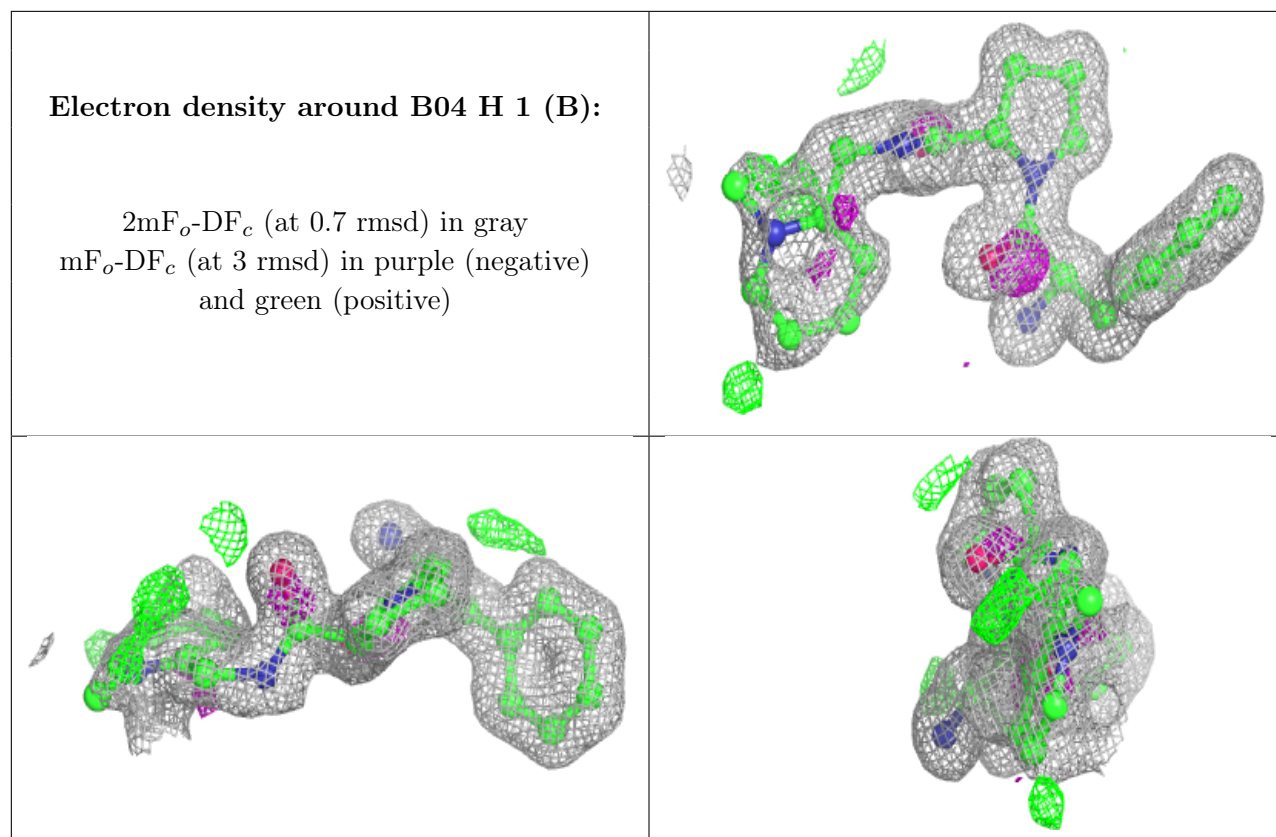 Electron density around B04 H 1 (B):
2mFₒ-DF𝒸 (at 0.7 rmsd) in gray
mFₒ-DF𝒸 (at 3 rmsd) in purple (negative)
and green (positive)